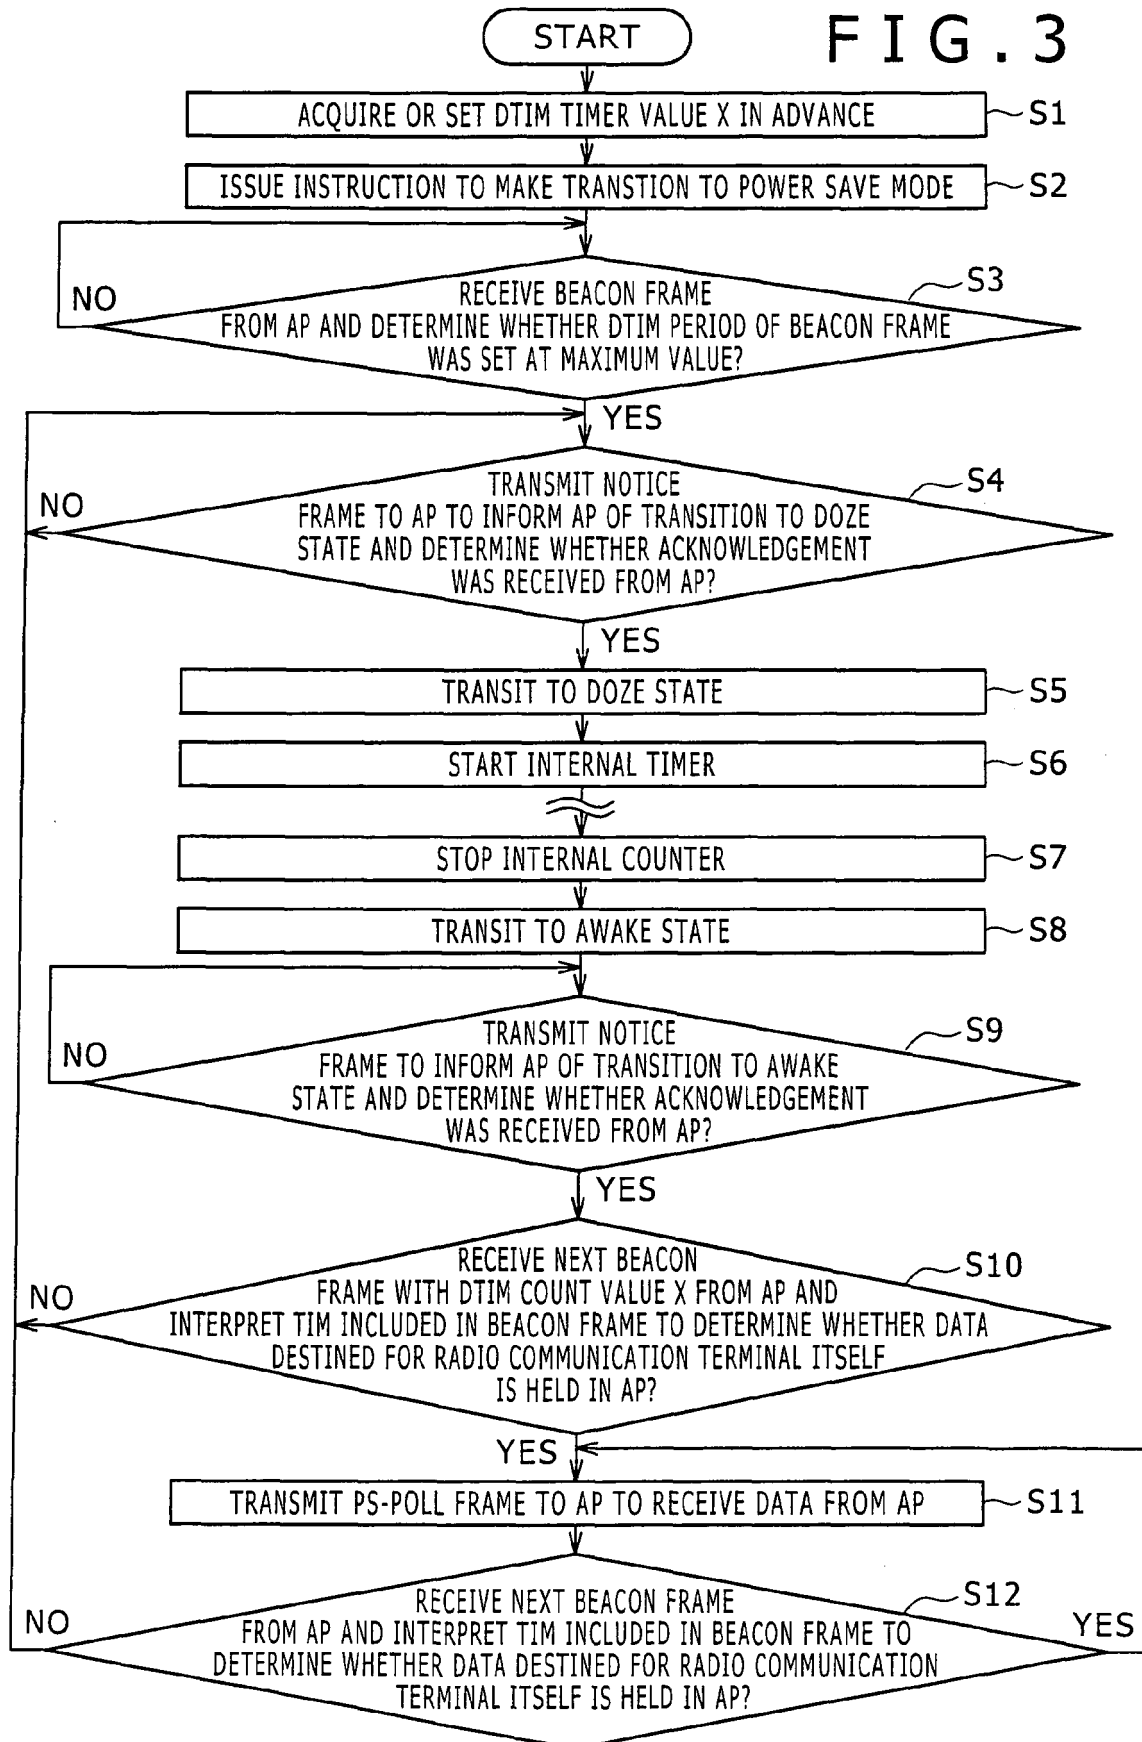 START
FIG.3
ACQUIRE OR SET DTIM TIMER VALUE X IN ADVANCE
S1
ISSUE INSTRUCTION TO MAKE TRANSTION TO POWER SAVE MODE
S2
S3
NO
RECEIVE BEACON FRAME
FROM AP AND DETERMINE WHETHER DTIM PERIOD OF BEACON FRAME
WAS SET AT MAXIMUM VALUE?
YES
S4
NO
TRANSMIT NOTICE
FRAME TO AP TO INFORM AP OF TRANSITION TO DOZE
STATE AND DETERMINE WHETHER ACKNOWLEDGEMENT
WAS RECEIVED FROM AP?
YES
TRANSIT TO DOZE STATE
S5
START INTERNAL TIMER
S6
STOP INTERNAL COUNTER
S7
TRANSIT TO AWAKE STATE
S8
S9
NO
TRANSMIT NOTICE
FRAME TO INFORM AP OF TRANSITION TO AWAKE
STATE AND DETERMINE WHETHER ACKNOWLEDGEMENT
WAS RECEIVED FROM AP?
YES
S10
NO
RECEIVE NEXT BEACON
FRAME WITH DTIM COUNT VALUE X FROM AP AND
INTERPRET TIM INCLUDED IN BEACON FRAME TO DETERMINE WHETHER DATA
DESTINED FOR RADIO COMMUNICATION TERMINAL ITSELF
IS HELD IN AP?
YES
TRANSMIT PS-POLL FRAME TO AP TO RECEIVE DATA FROM AP
S11
S12
NO
RECEIVE NEXT BEACON FRAME
FROM AP AND INTERPRET TIM INCLUDED IN BEACON FRAME TO
DETERMINE WHETHER DATA DESTINED FOR RADIO COMMUNICATION
TERMINAL ITSELF IS HELD IN AP?
YES